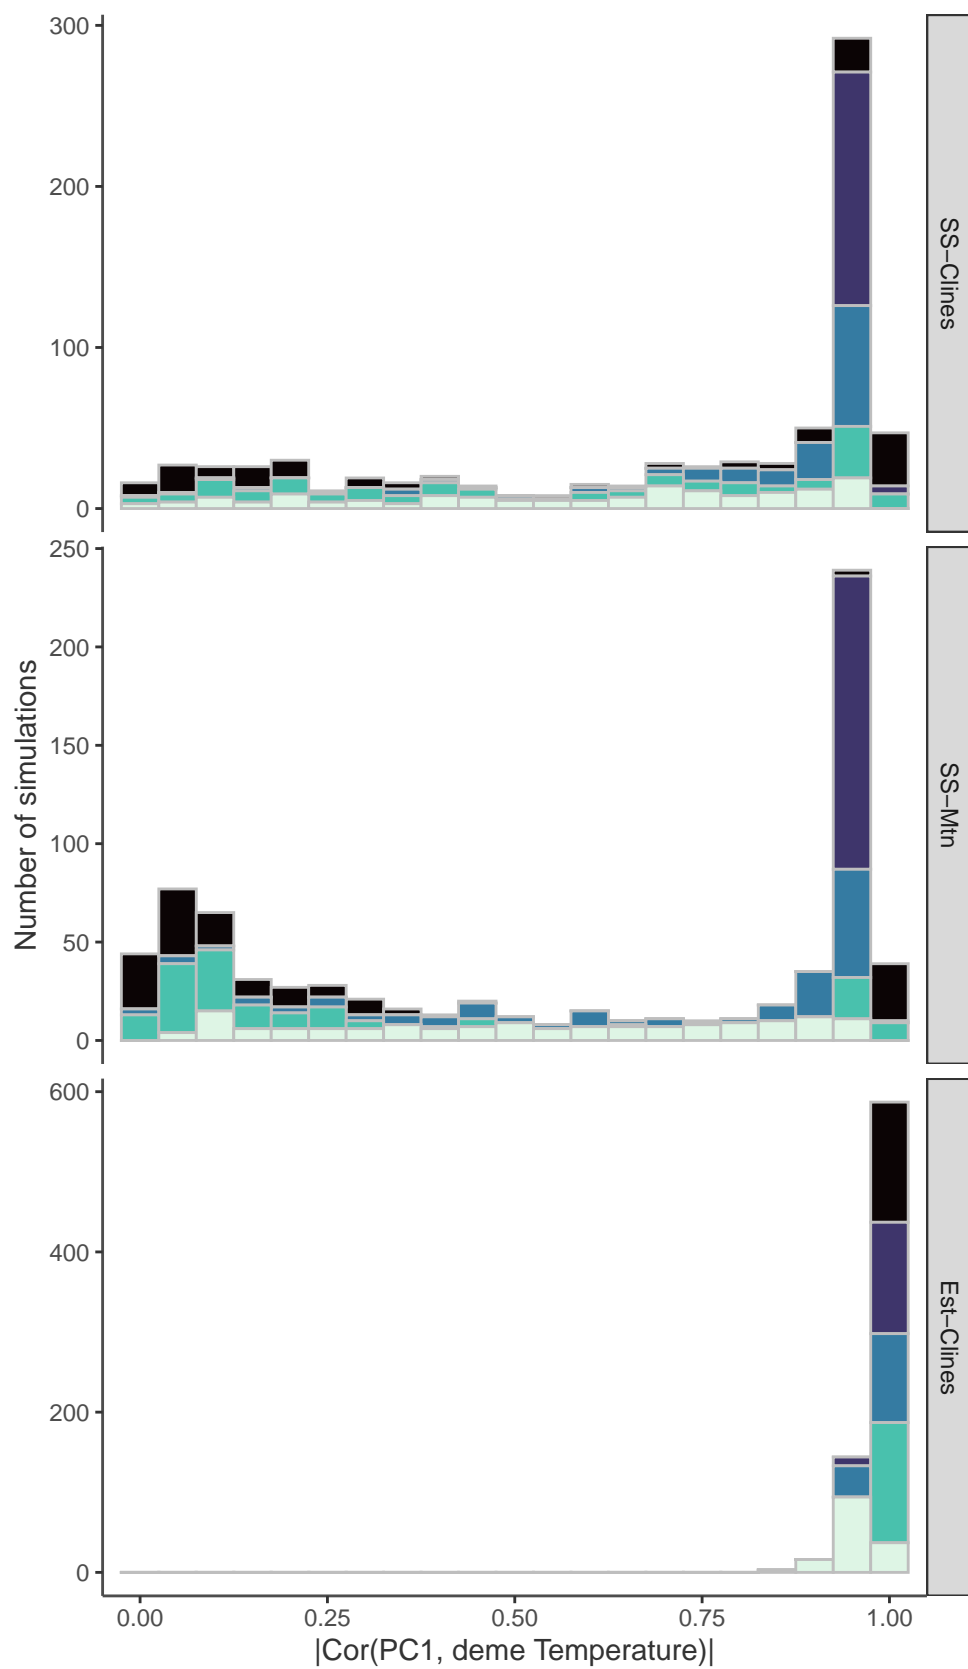 300
200
100
0
SS−Clines
250
200
150
100
50
0
SS−Mtn
600
400
200
0
Est−Clines
Number of simulations
0.00 0.25 0.50 0.75 1.00
|Cor(PC1, deme Temperature)|